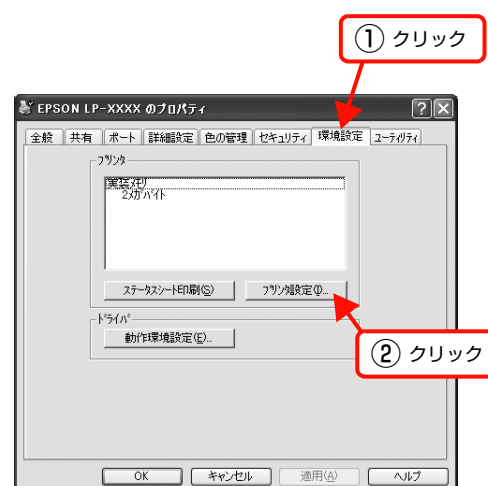 ① クリック
EPSON LP-XXXX のプロパティ
全般 共有 ポート 詳細設定 色の管理 セキュリティ 環境設定 ユーティリティ
プリンタ
実装メモリ
2メガバイト
ステータスシート印刷(S) プリンタ設定(I)...
ドライバ
動作環境設定(E)...
② クリック
OK キャンセル 適用(A) ヘルプ